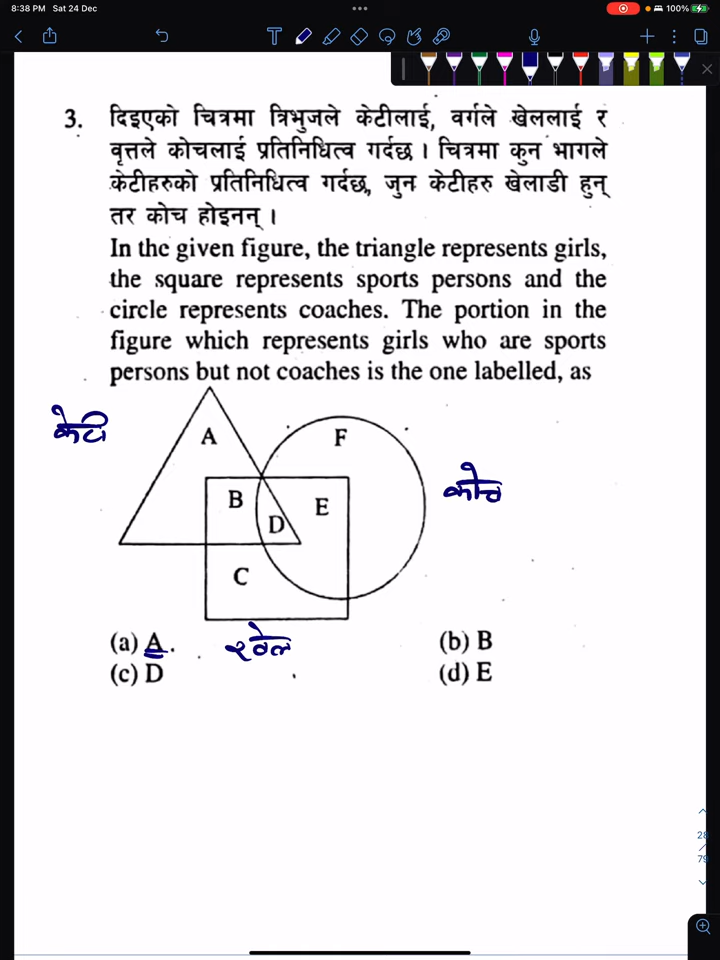 8:38 PM Sat 24 Dec
100%
3. दिइएको चित्रमा त्रिभुजले केटीलाई, वर्गले खेललाई र
वृत्तले कोचलाई प्रतिनिधित्व गर्दछ । चित्रमा कुन भागले
केटीहरुको प्रतिनिधित्व गर्दछ, जुन केटीहरु खेलाडी हुन्
तर कोच होइनन् ।
In the given figure, the triangle represents girls,
the square represents sports persons and the
circle represents coaches. The portion in the
figure which represents girls who are sports
persons but not coaches is the one labelled, as
केटी
A
F
कोच
B
E
D
C
(a) A.
खेल
(b) B
(c) D
(d) E
28
79